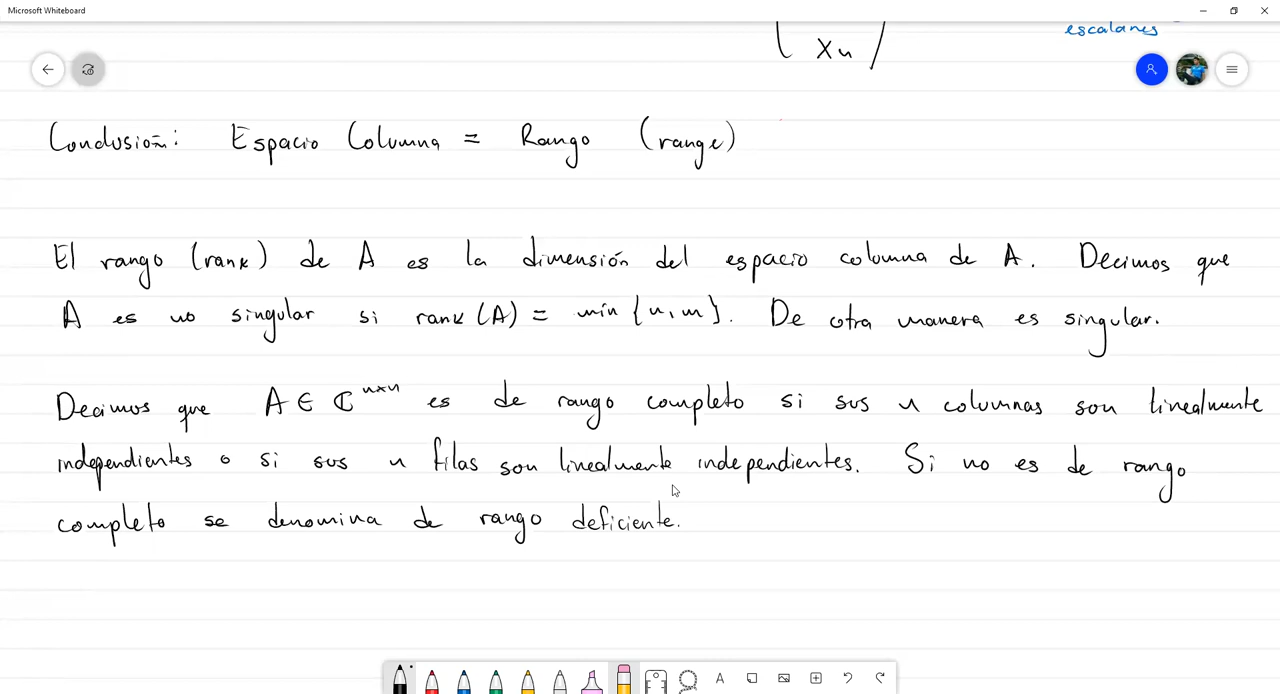 Microsoft Whiteboard
escalares
( Xn )
Conclusión: Espacio Columna = Rango (range)
El rango (rank) de A es la dimensión del espacio columna de A. Decimos que
A es no singular si rank (A) = min {n, m}. De otra manera es singular.
Decimos que A ∈ ℂⁿˣⁿ es de rango completo si sus n columnas son linealmente
independientes o si sus n filas son linealmente independientes. Si no es de rango
completo se denomina de rango deficiente.
A